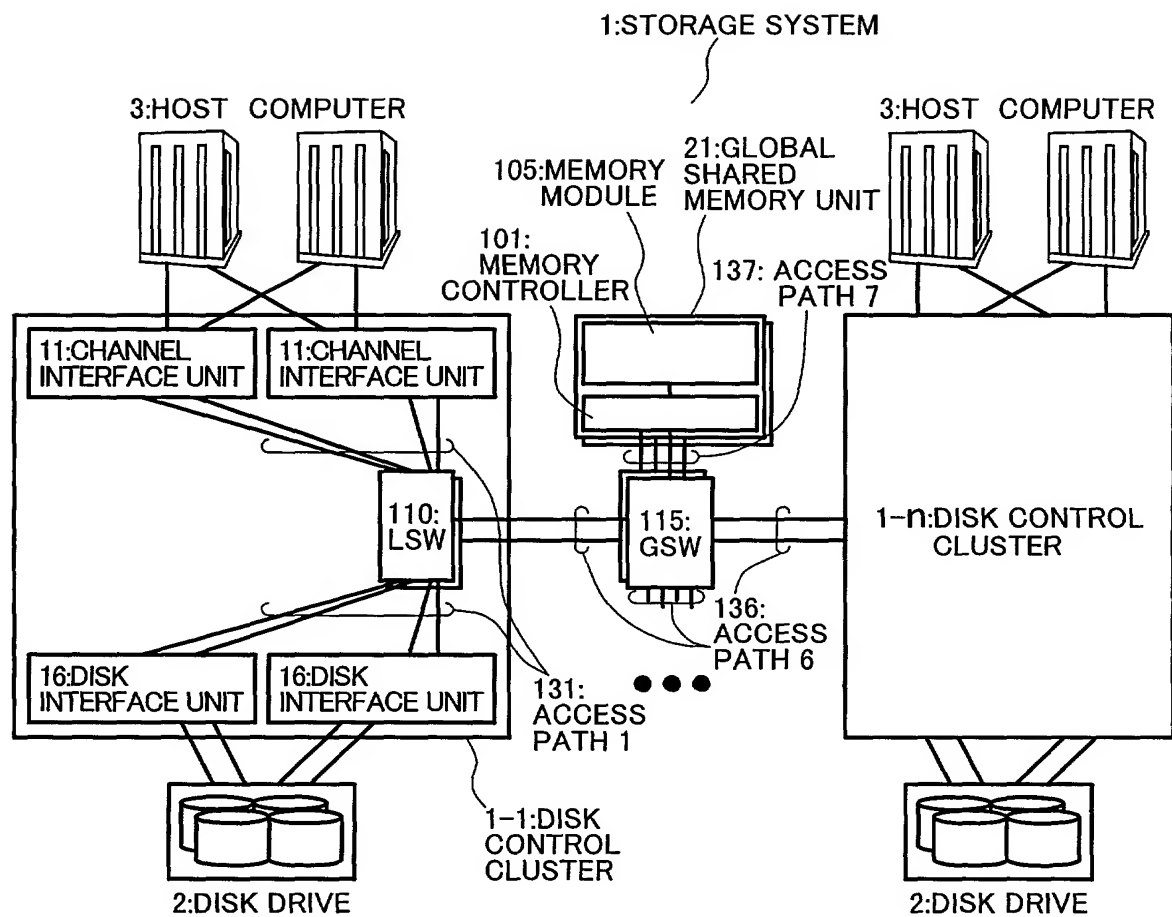 1:STORAGE SYSTEM
3:HOST COMPUTER
3:HOST COMPUTER
105:MEMORY
MODULE
21:GLOBAL
SHARED
MEMORY UNIT
101:
MEMORY
CONTROLLER
137: ACCESS
PATH 7
11:CHANNEL
INTERFACE UNIT
11:CHANNEL
INTERFACE UNIT
110:
LSW
115:
GSW
1-n:DISK CONTROL
CLUSTER
136:
ACCESS
PATH 6
16:DISK
INTERFACE UNIT
16:DISK
INTERFACE UNIT
131:
ACCESS
PATH 1
1-1:DISK
CONTROL
CLUSTER
2:DISK DRIVE
2:DISK DRIVE